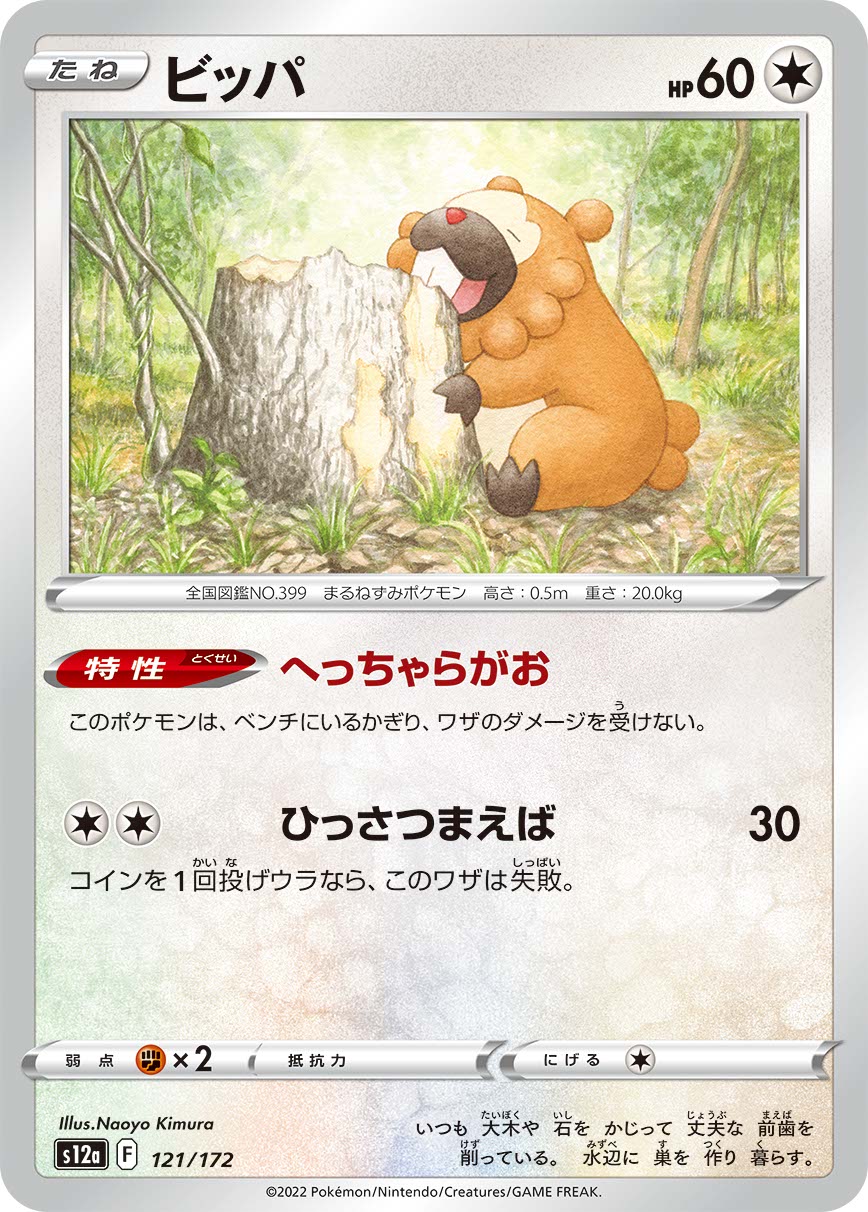 たね ビッパ HP60
全国図鑑NO.399 まるねずみポケモン 高さ:0.5m 重さ:20.0kg
特性 とくせい へっちゃらがお
このポケモンは、ベンチにいるかぎり、ワザのダメージを受けない。
ひっさつまえば 30
コインを1回投げウラなら、このワザは失敗。
弱点 ×2 抵抗力 にげる
Illus.Naoyo Kimura
いつも 大木や 石を かじって 丈夫な 前歯を
削っている。 水辺に 巣を 作り 暮らす。
s12a F 121/172
©2022 Pokémon/Nintendo/Creatures/GAME FREAK.